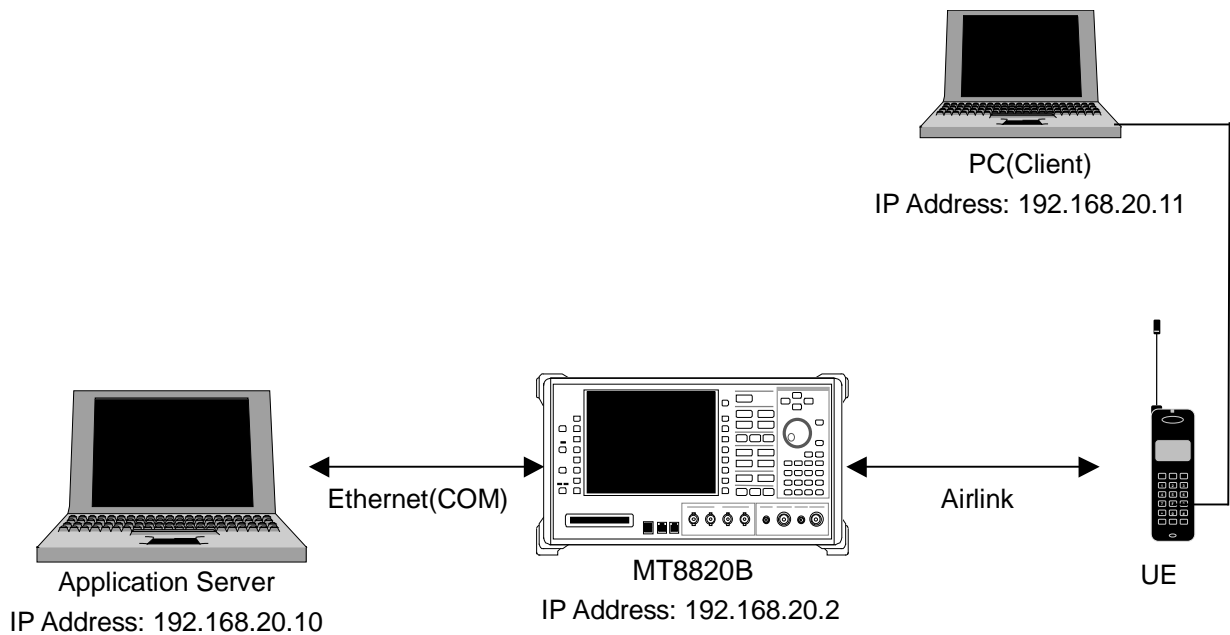 PC(Client)
IP Address: 192.168.20.11
Ethernet(COM)
Airlink
Application Server
IP Address: 192.168.20.10
MT8820B
IP Address: 192.168.20.2
UE